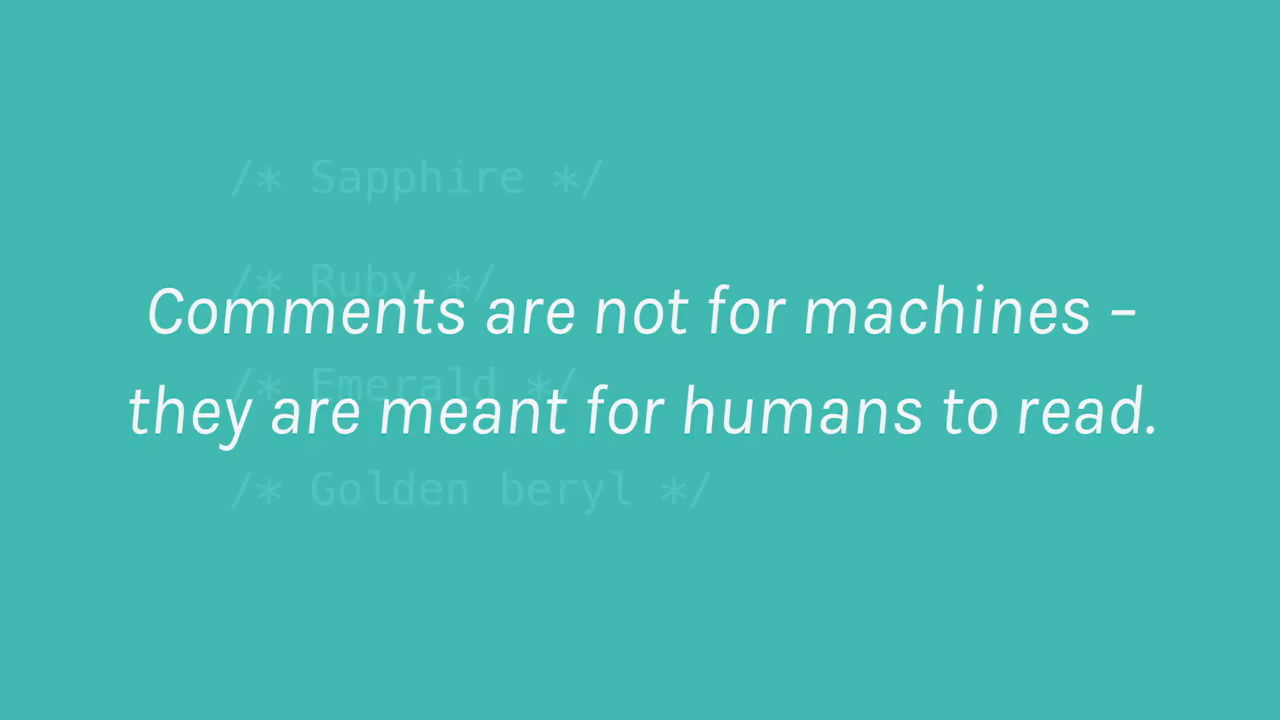 /* Sapphire */
/* Ruby */
Comments are not for machines –
/* Emerald */
they are meant for humans to read.
/* Golden beryl */